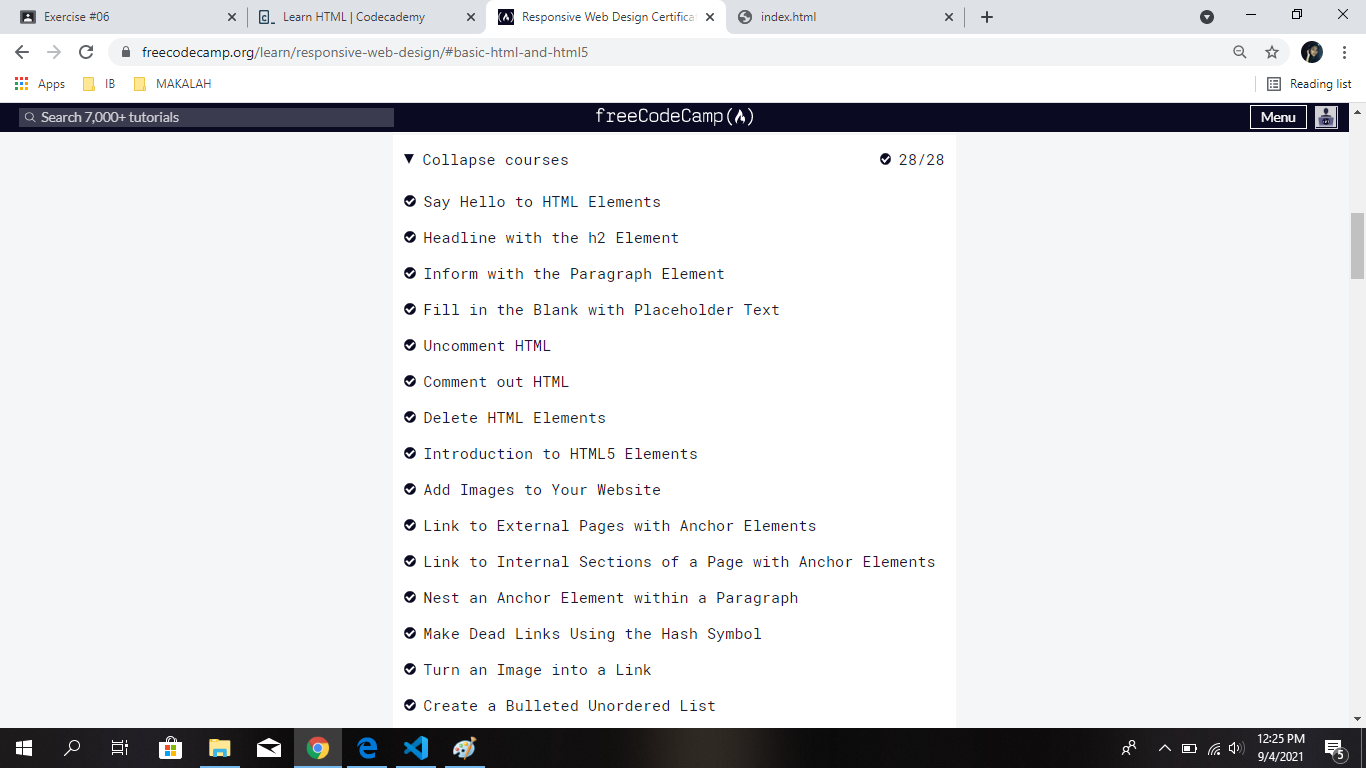 Exercise #06
Learn HTML | Codecademy
Responsive Web Design Certifica
index.html
freecodecamp.org/learn/responsive-web-design/#basic-html-and-html5
Apps IB MAKALAH Reading list
Search 7,000+ tutorials freeCodeCamp Menu
Collapse courses 28/28
Say Hello to HTML Elements
Headline with the h2 Element
Inform with the Paragraph Element
Fill in the Blank with Placeholder Text
Uncomment HTML
Comment out HTML
Delete HTML Elements
Introduction to HTML5 Elements
Add Images to Your Website
Link to External Pages with Anchor Elements
Link to Internal Sections of a Page with Anchor Elements
Nest an Anchor Element within a Paragraph
Make Dead Links Using the Hash Symbol
Turn an Image into a Link
Create a Bulleted Unordered List
12:25 PM
9/4/2021
5